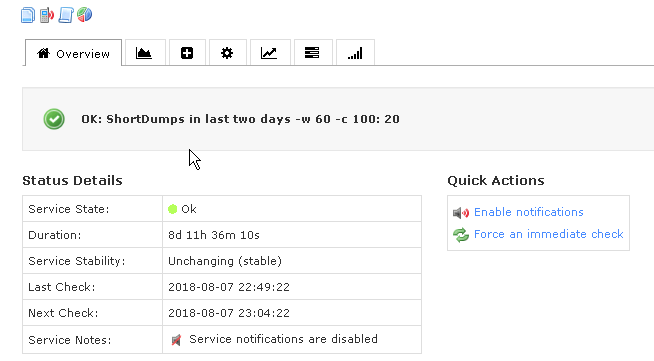 Overview
OK: ShortDumps in last two days -w 60 -c 100: 20
Status Details
Service State: Ok
Duration: 8d 11h 36m 10s
Service Stability: Unchanging (stable)
Last Check: 2018-08-07 22:49:22
Next Check: 2018-08-07 23:04:22
Service Notes: Service notifications are disabled
Quick Actions
Enable notifications
Force an immediate check